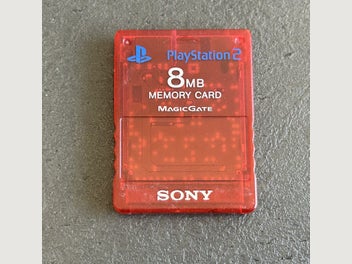 PlayStation 2
8MB
MEMORY CARD
MAGICGATE
SONY